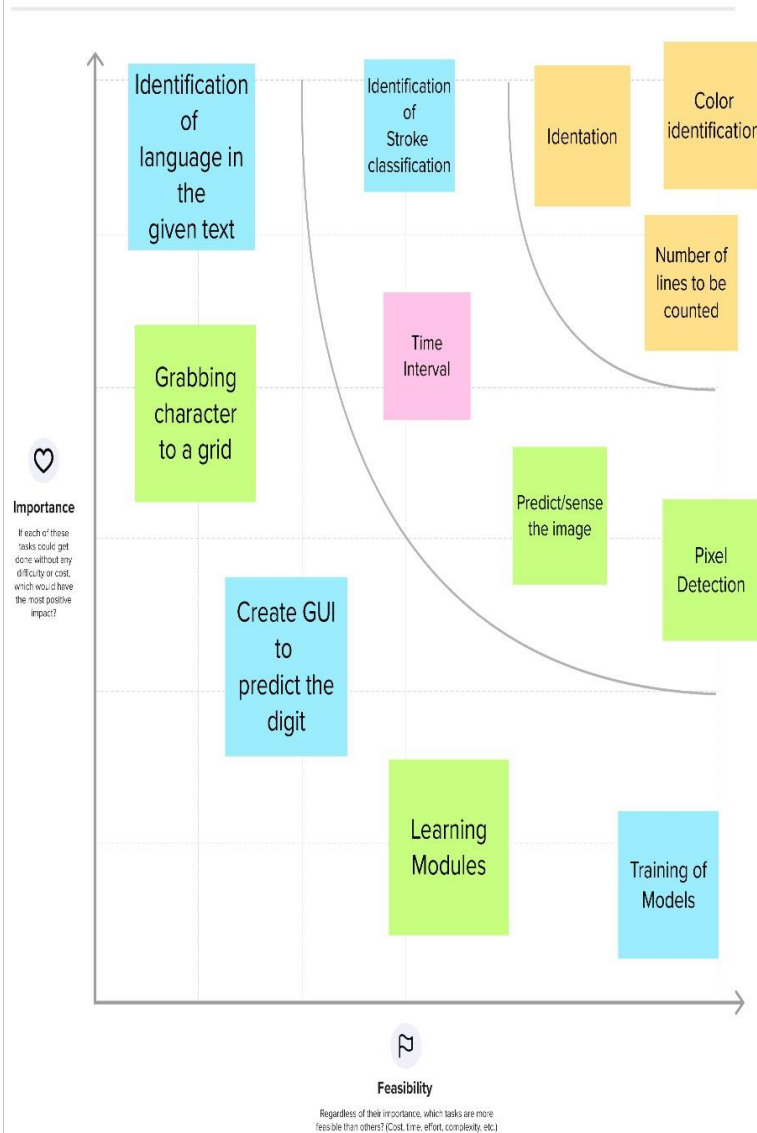 Identification
of
language in
the
given text
Identification
of
Stroke
classification
Identation
Color
identification
Number of
lines to be
counted
Time
Interval
Grabbing
character
to a grid
Predict/sense
the image
Pixel
Detection
Create GUI
to
predict the
digit
Learning
Modules
Training of
Models
Importance
If each of these
tasks could get
done without any
difficulty or cost,
which would have
the most positive
impact?
Feasibility
Regardless of their importance, which tasks are more
feasible than others? (Cost, time, effort, complexity, etc.)